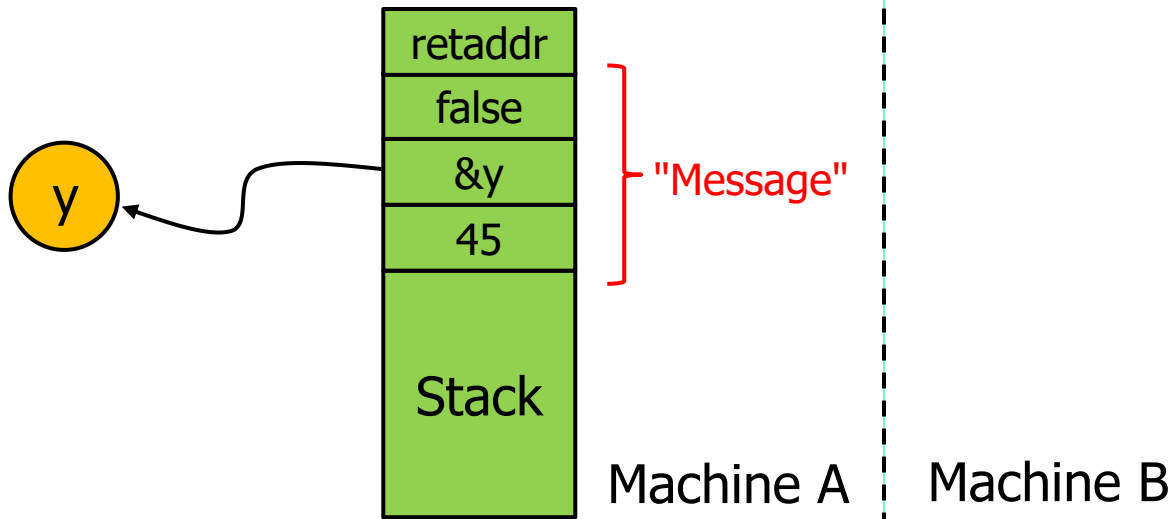 retaddr
false
&y
45
Stack
y
"Message"
Machine A
Machine B